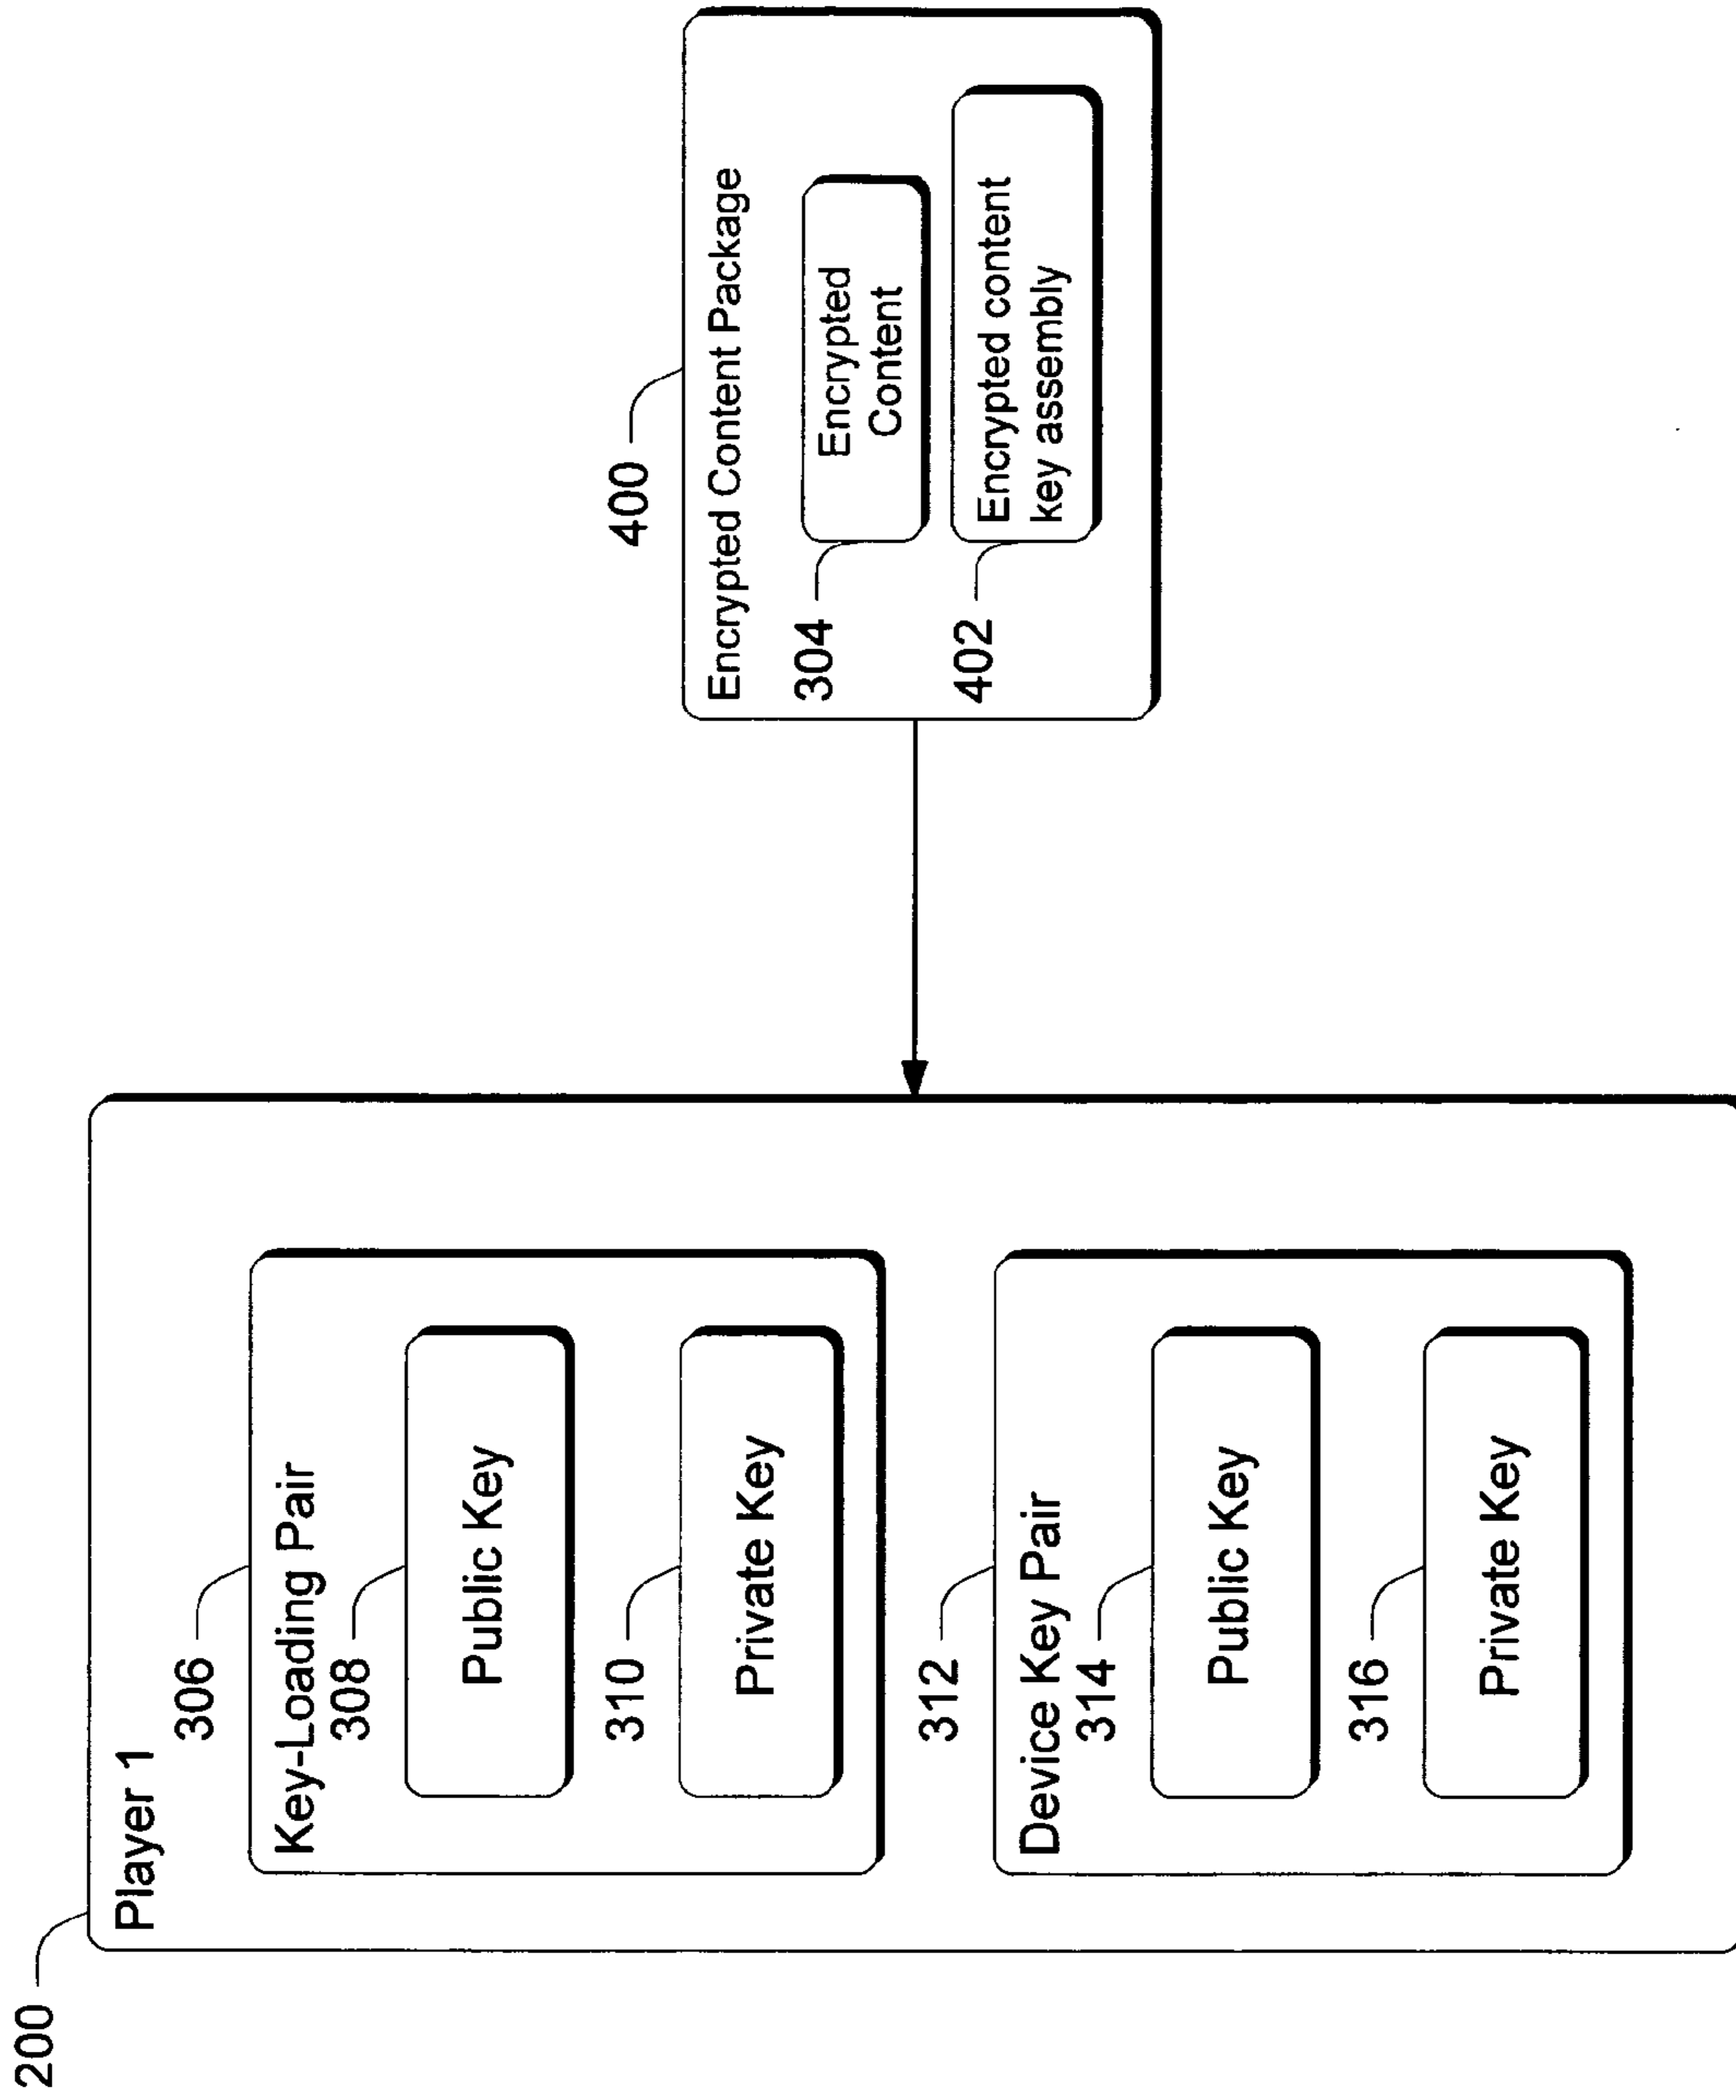 200
Player 1
306
Key-Loading Pair
308
Public Key
310
Private Key
312
Device Key Pair
314
Public Key
316
Private Key
400
Encrypted Content Package
304
Encrypted
Content
402
Encrypted content
key assembly